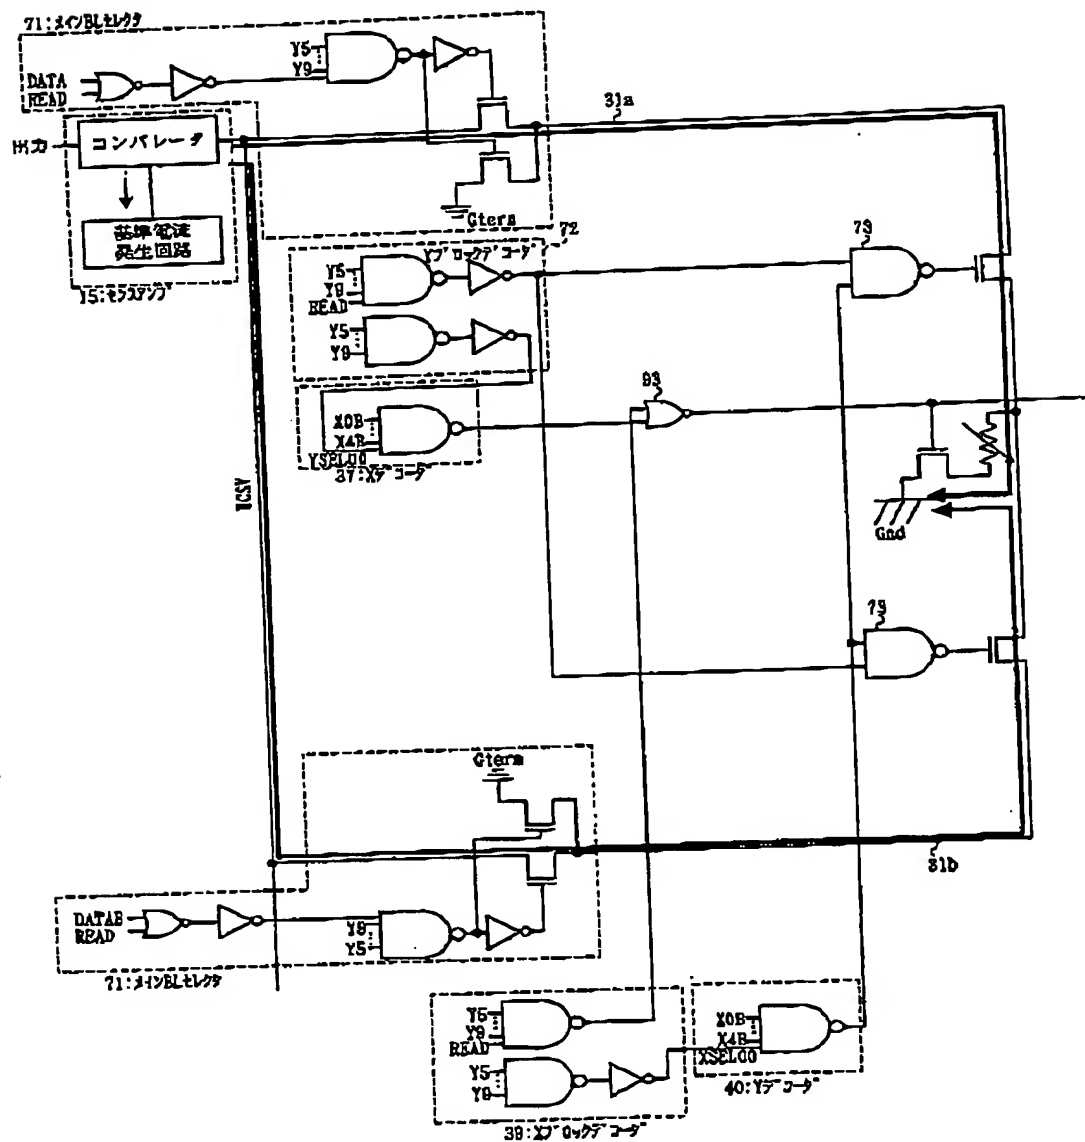 71:メインBLセレクタ
Y5
Y9
DATA
READ
31a
出力
コンパレータ
Gterm
基準電流
発生回路
15:センスアンプ
72
Yブロックデコーダ
Y5
Y9
READ
Y5
Y9
73
93
X0B
X4B
YSEL00
37:Xデコーダ
Gnd
73
Gterm
31b
DATAB
READ
Y9
Y5
71:メインBLセレクタ
Y5
Y9
READ
Y5
Y9
X0B
X4B
XSEL00
40:Yデコーダ
39:Xブロックデコーダ